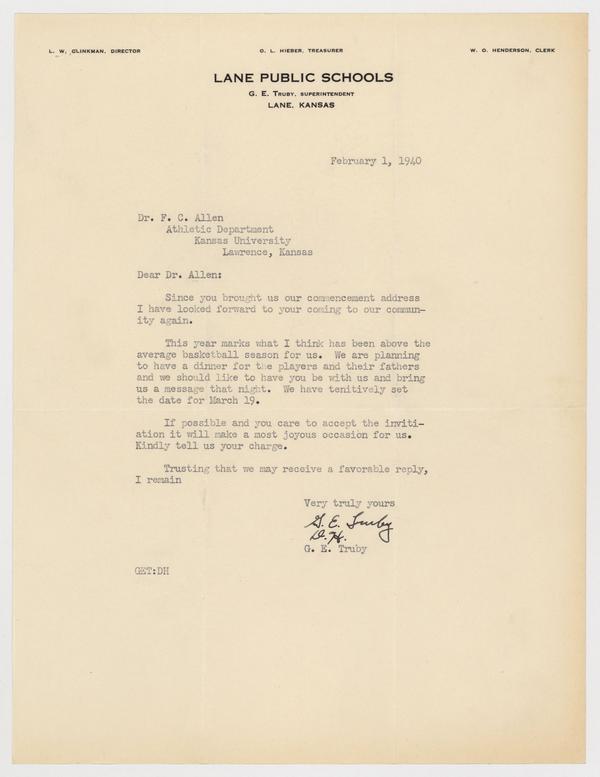 L. W. CLINKMAN, DIRECTOR
O. L. HIEBER, TREASURER
W. O. HENDERSON, CLERK
LANE PUBLIC SCHOOLS
G. E. TRUBY, SUPERINTENDENT
LANE, KANSAS
February 1, 1940
Dr. F. C. Allen
Athletic Department
Kansas University
Lawrence, Kansas
Dear Dr. Allen:
Since you brought us our commencement address
I have looked forward to your coming to our commun-
ity again.
This year marks what I think has been above the
average basketball season for us. We are planning
to have a dinner for the players and their fathers
and we should like to have you be with us and bring
us a message that night. We have tenitively set
the date for March 19.
If possible and you care to accept the inviti-
ation it will make a most joyous occasion for us.
Kindly tell us your charge.
Trusting that we may receive a favorable reply,
I remain
Very truly yours
G. E. Truby
D.H.
G. E. Truby
GET:DH